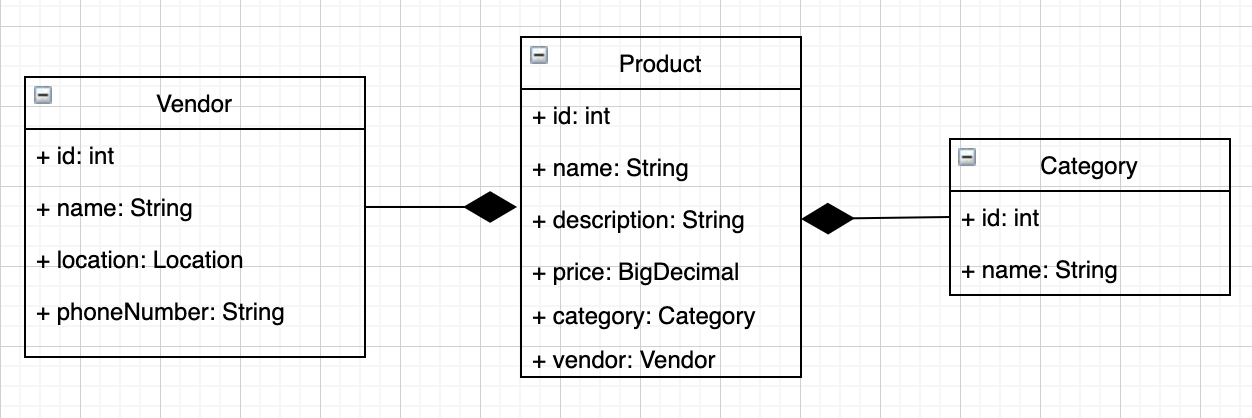 Vendor
+ id: int
+ name: String
+ location: Location
+ phoneNumber: String
Product
+ id: int
+ name: String
+ description: String
+ price: BigDecimal
+ category: Category
+ vendor: Vendor
Category
+ id: int
+ name: String